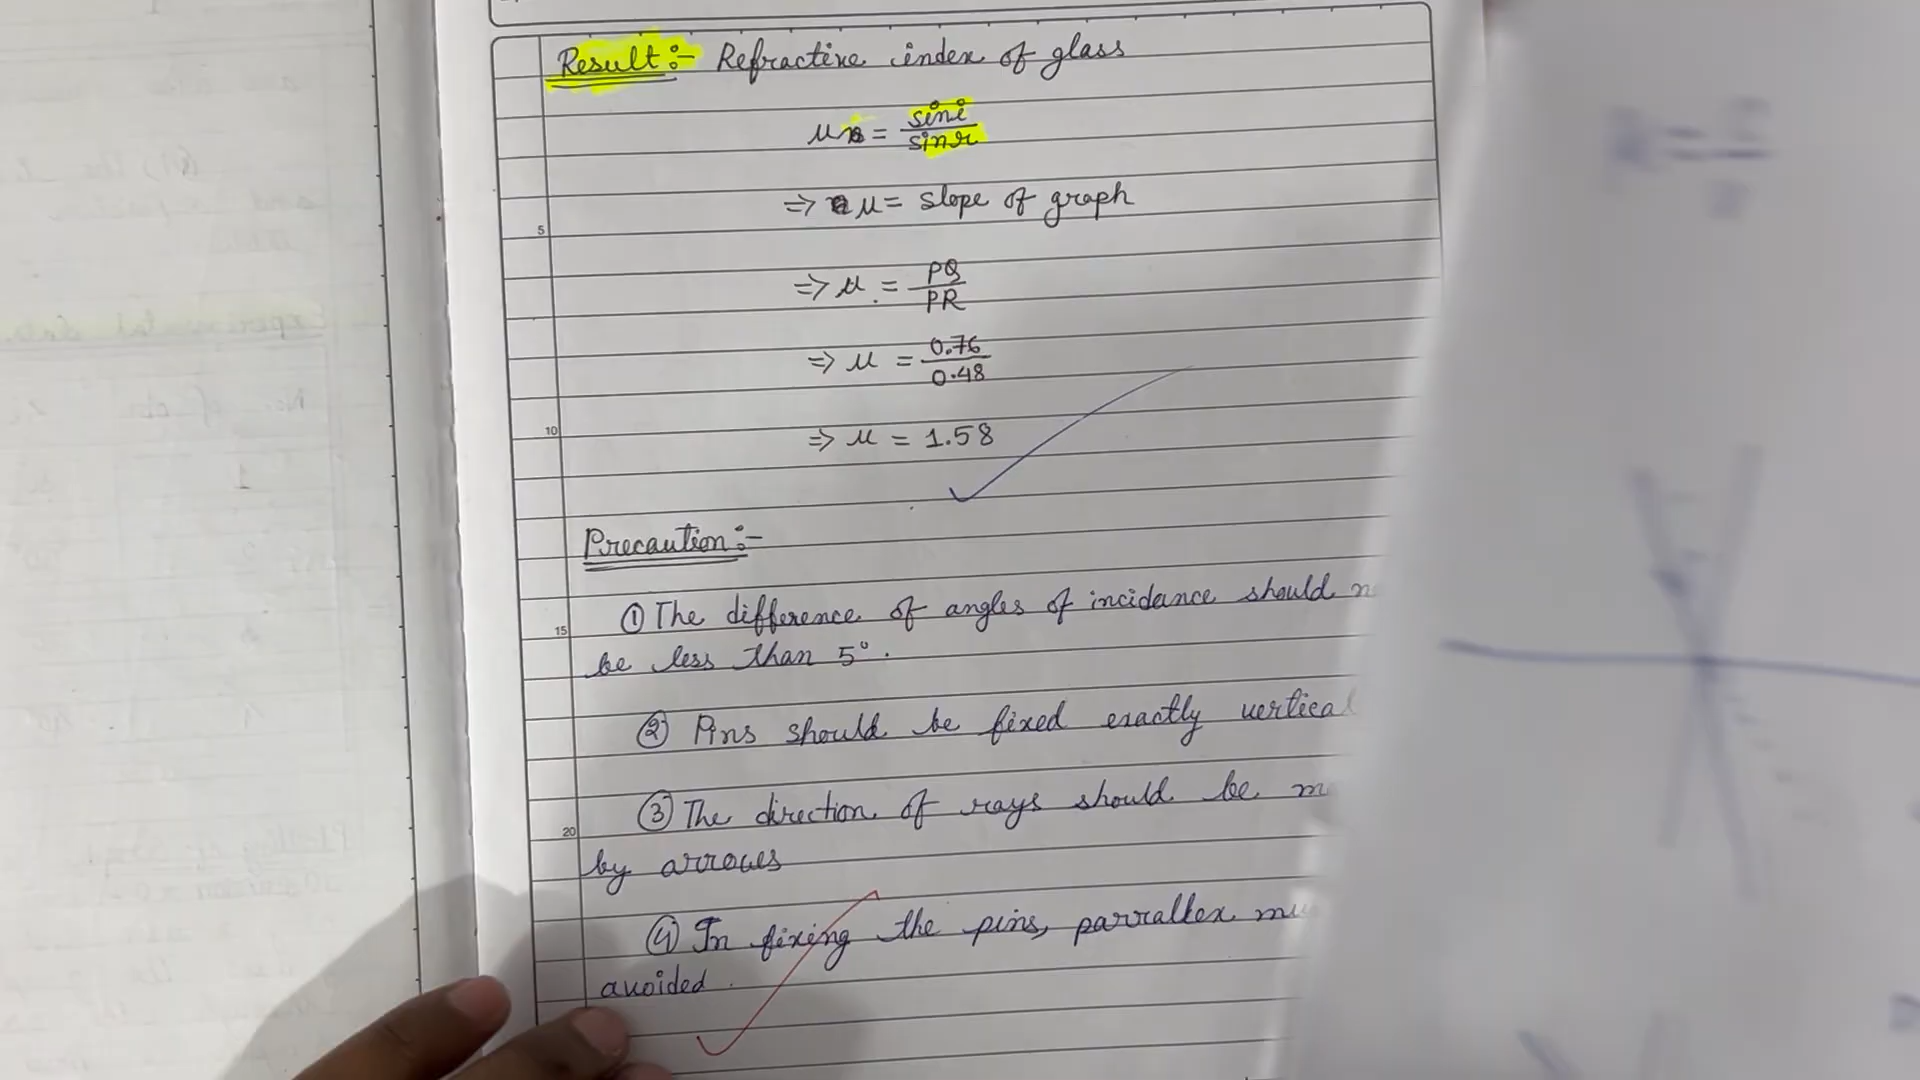 Result :- Refractive index of glass
μ = sini / sinr
⇒ μ = slope of graph
5
⇒ μ = PQ / PR
⇒ μ = 0.76 / 0.48
10
⇒ μ = 1.58
Precaution :-
① The difference of angles of incidance should
15
be less than 5°.
② Pins should be fixed exactly vertical
③ The direction of rays should be
20
by arrows
④ In fixing the pins, parrallex
avoided.